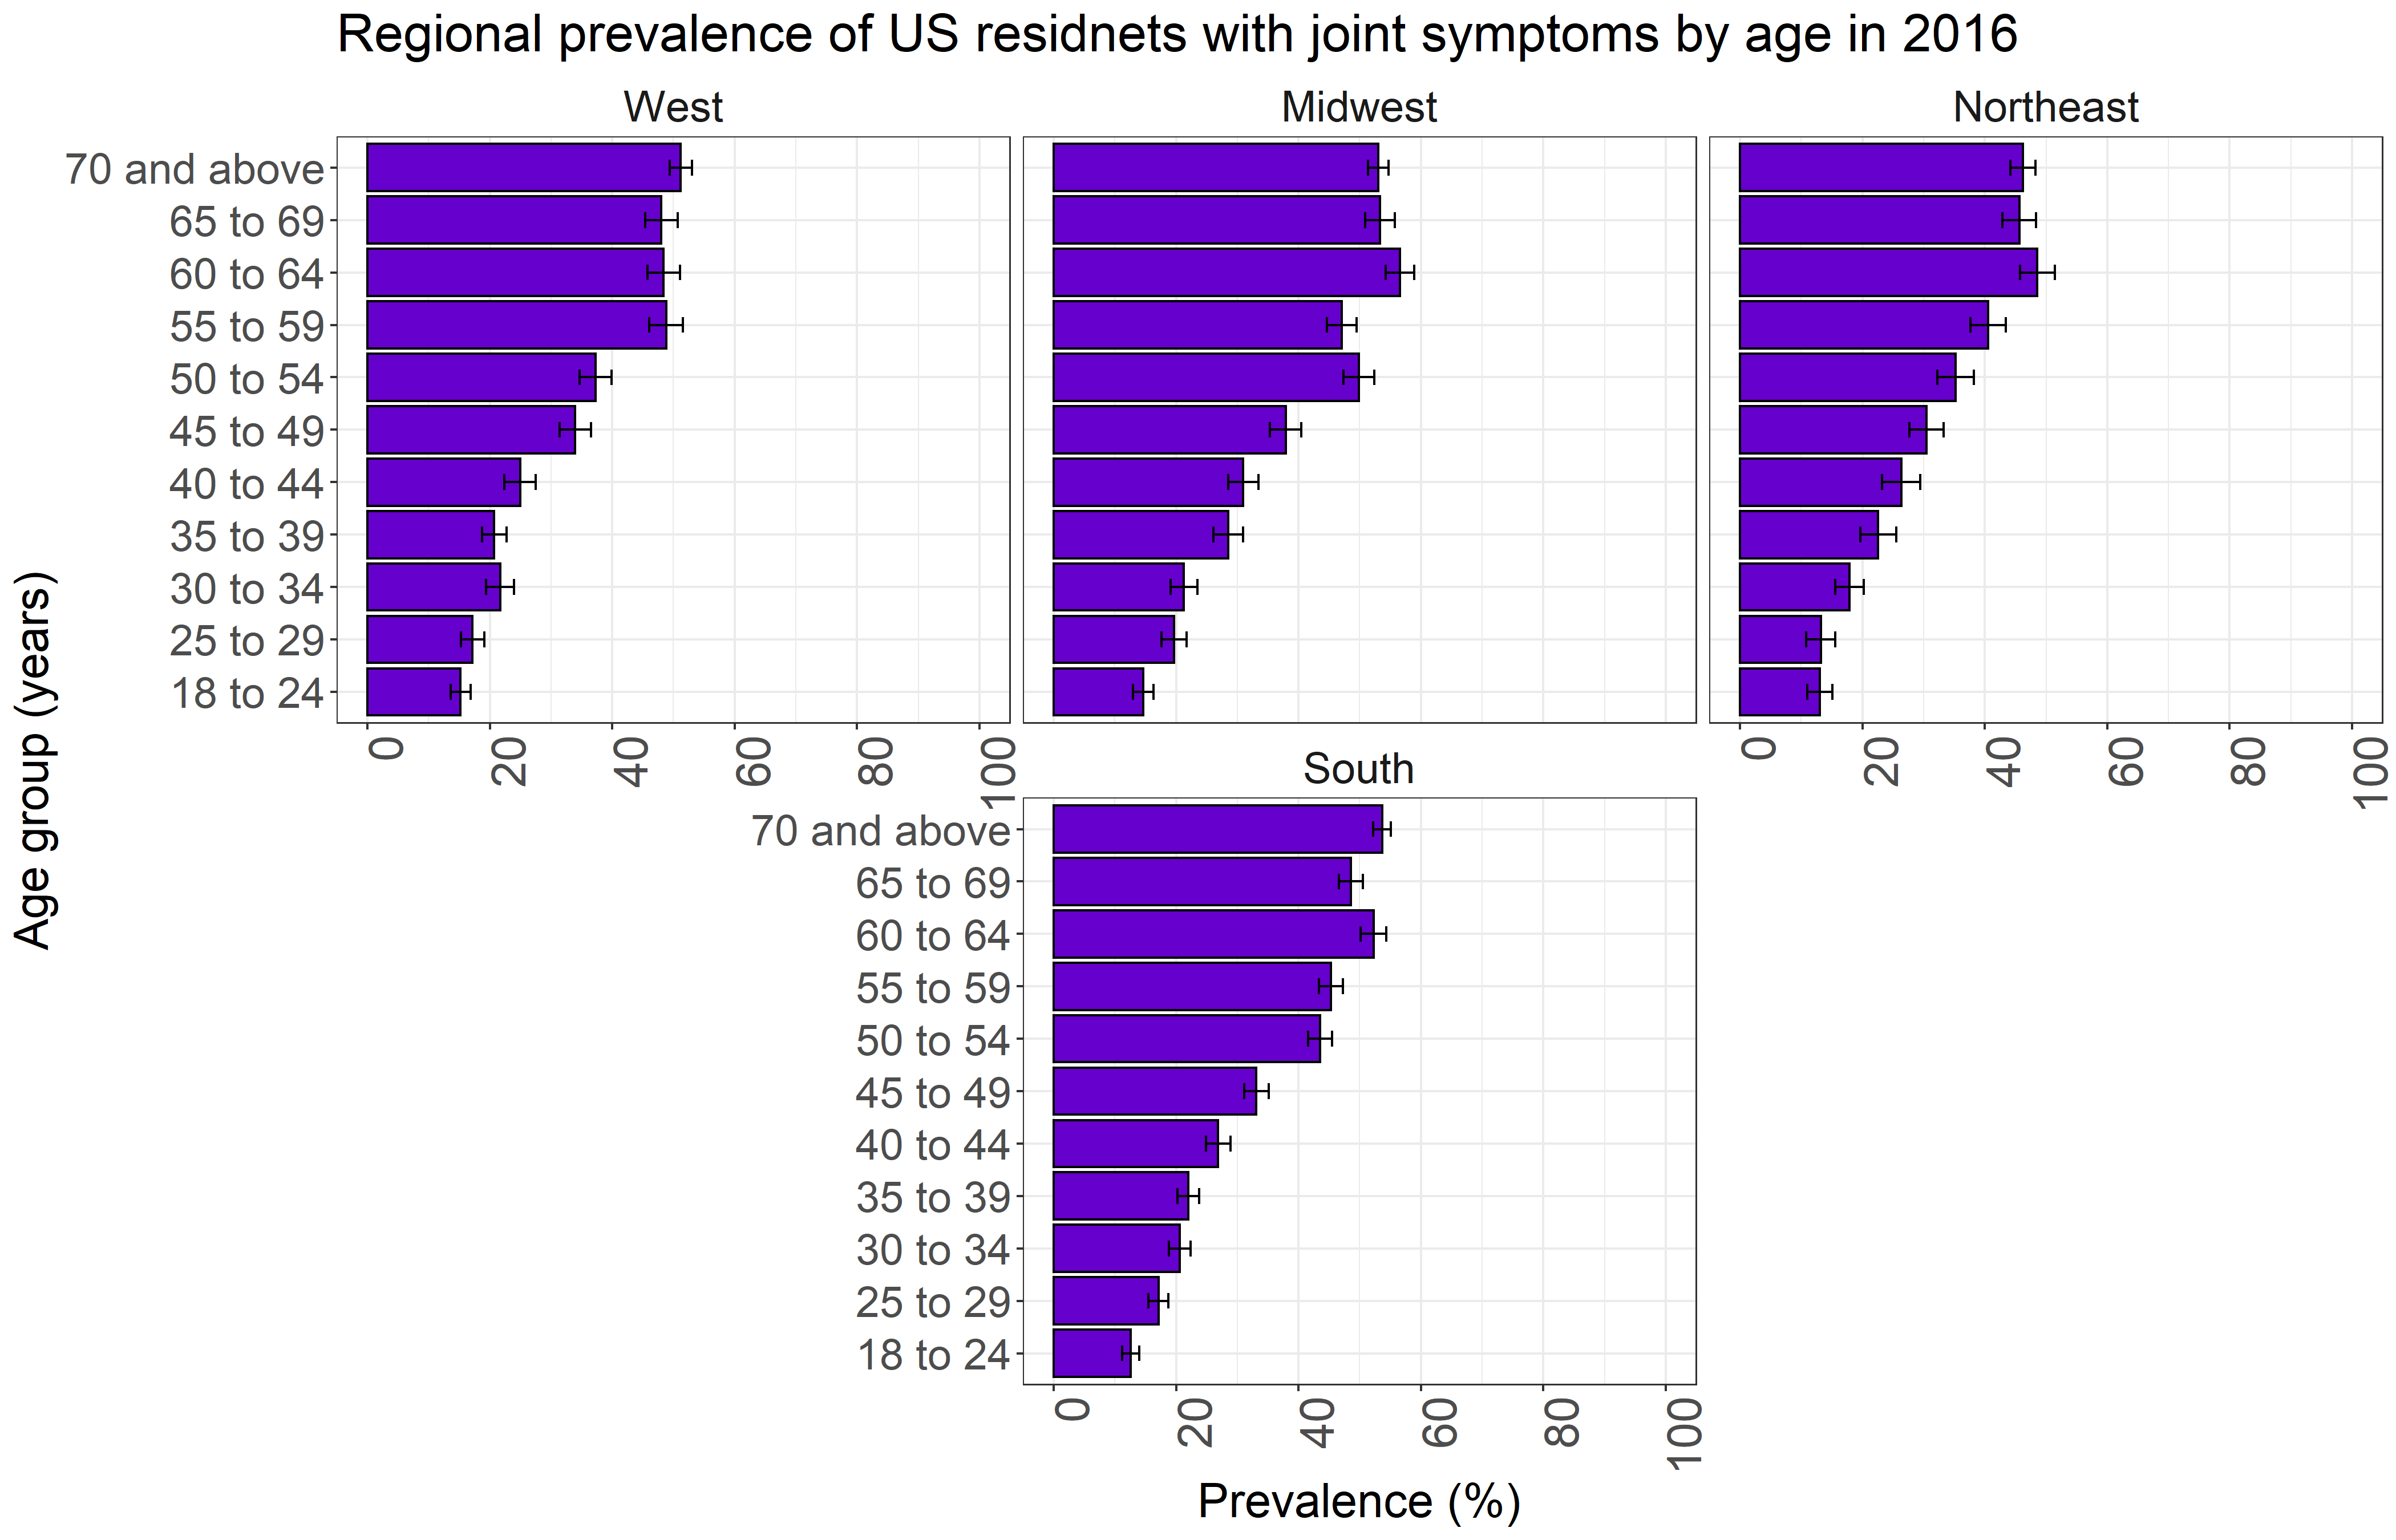 Regional prevalence of US residnets with joint symptoms by age in 2016
West
Midwest
Northeast
70 and above
65 to 69
60 to 64
55 to 59
50 to 54
45 to 49
40 to 44
35 to 39
30 to 34
25 to 29
18 to 24
0 20 40 60 80 100
0 20 40 60 80 100
South
70 and above
65 to 69
60 to 64
55 to 59
50 to 54
45 to 49
40 to 44
35 to 39
30 to 34
25 to 29
18 to 24
0 20 40 60 80 100
Age group (years)
Prevalence (%)